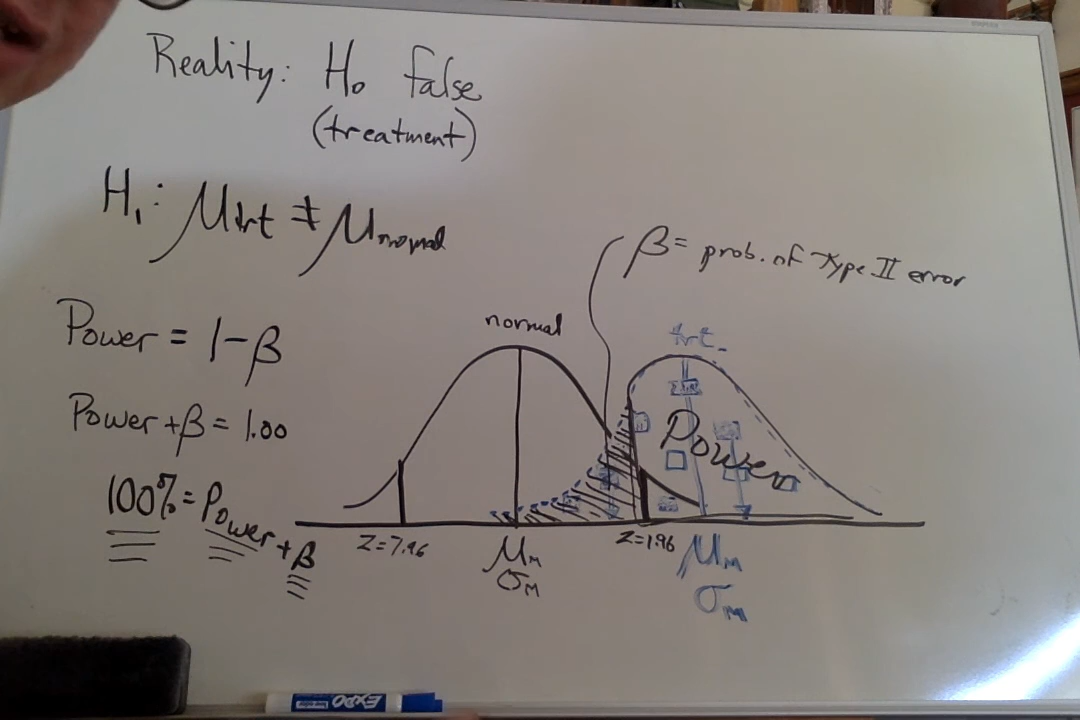 Reality: H₀ false
(treatment)
H₁: μtrt ≠ μnormal
β = prob. of Type II error
Power = 1-β
normal
trt.
Power + β = 1.00
Power
100% = Power + β
Z=7.96
μM
σM
Z=1.96
μM
σM
EXPO